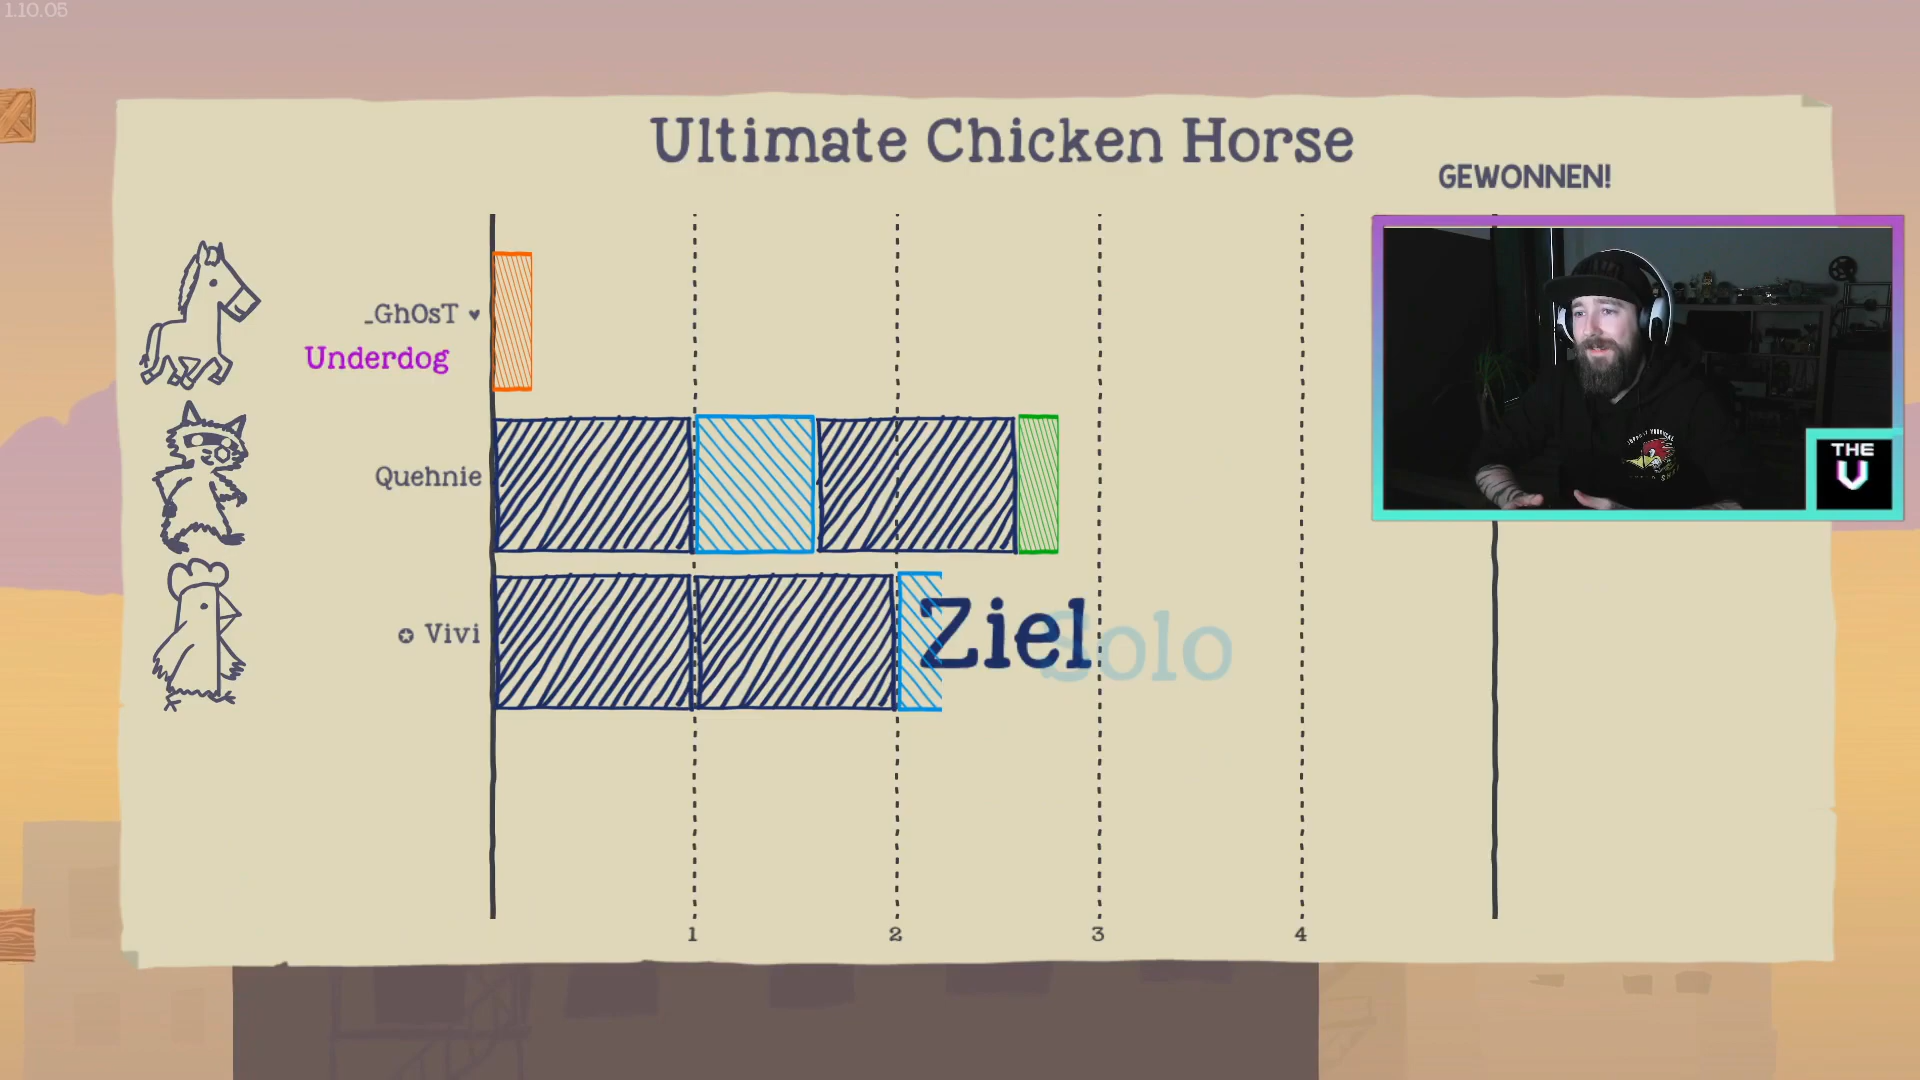 1.10.05
Ultimate Chicken Horse
GEWONNEN!
_GhOsT ♥
Underdog
Quehnie
✪ Vivi
Ziel
Solo
THE
U
1
2
3
4